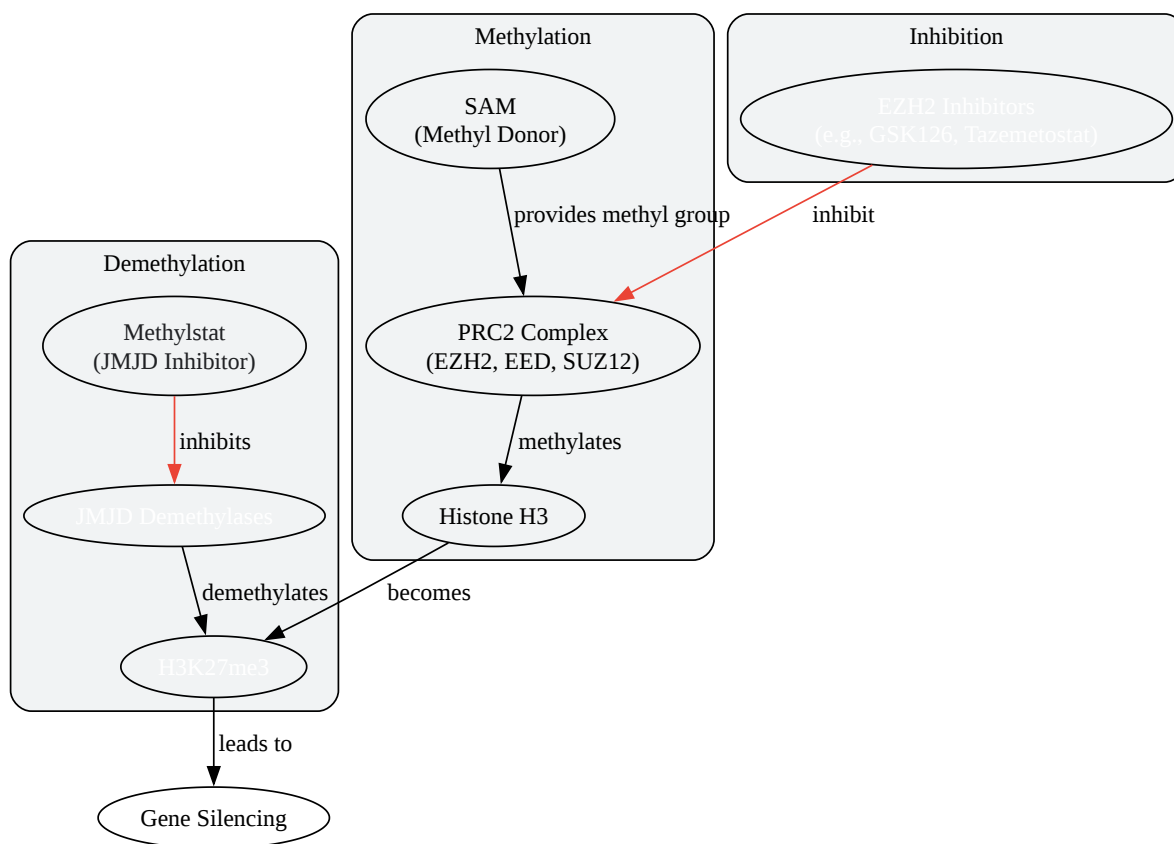 Methylation
Inhibition
SAM
(Methyl Donor)
EZH2 Inhibitors
(e.g., GSK126, Tazemetostat)
provides methyl group
inhibit
Demethylation
Methylstat
(JMJD Inhibitor)
PRC2 Complex
(EZH2, EED, SUZ12)
inhibits
methylates
JMJD Demethylases
Histone H3
demethylates
becomes
H3K27me3
leads to
Gene Silencing